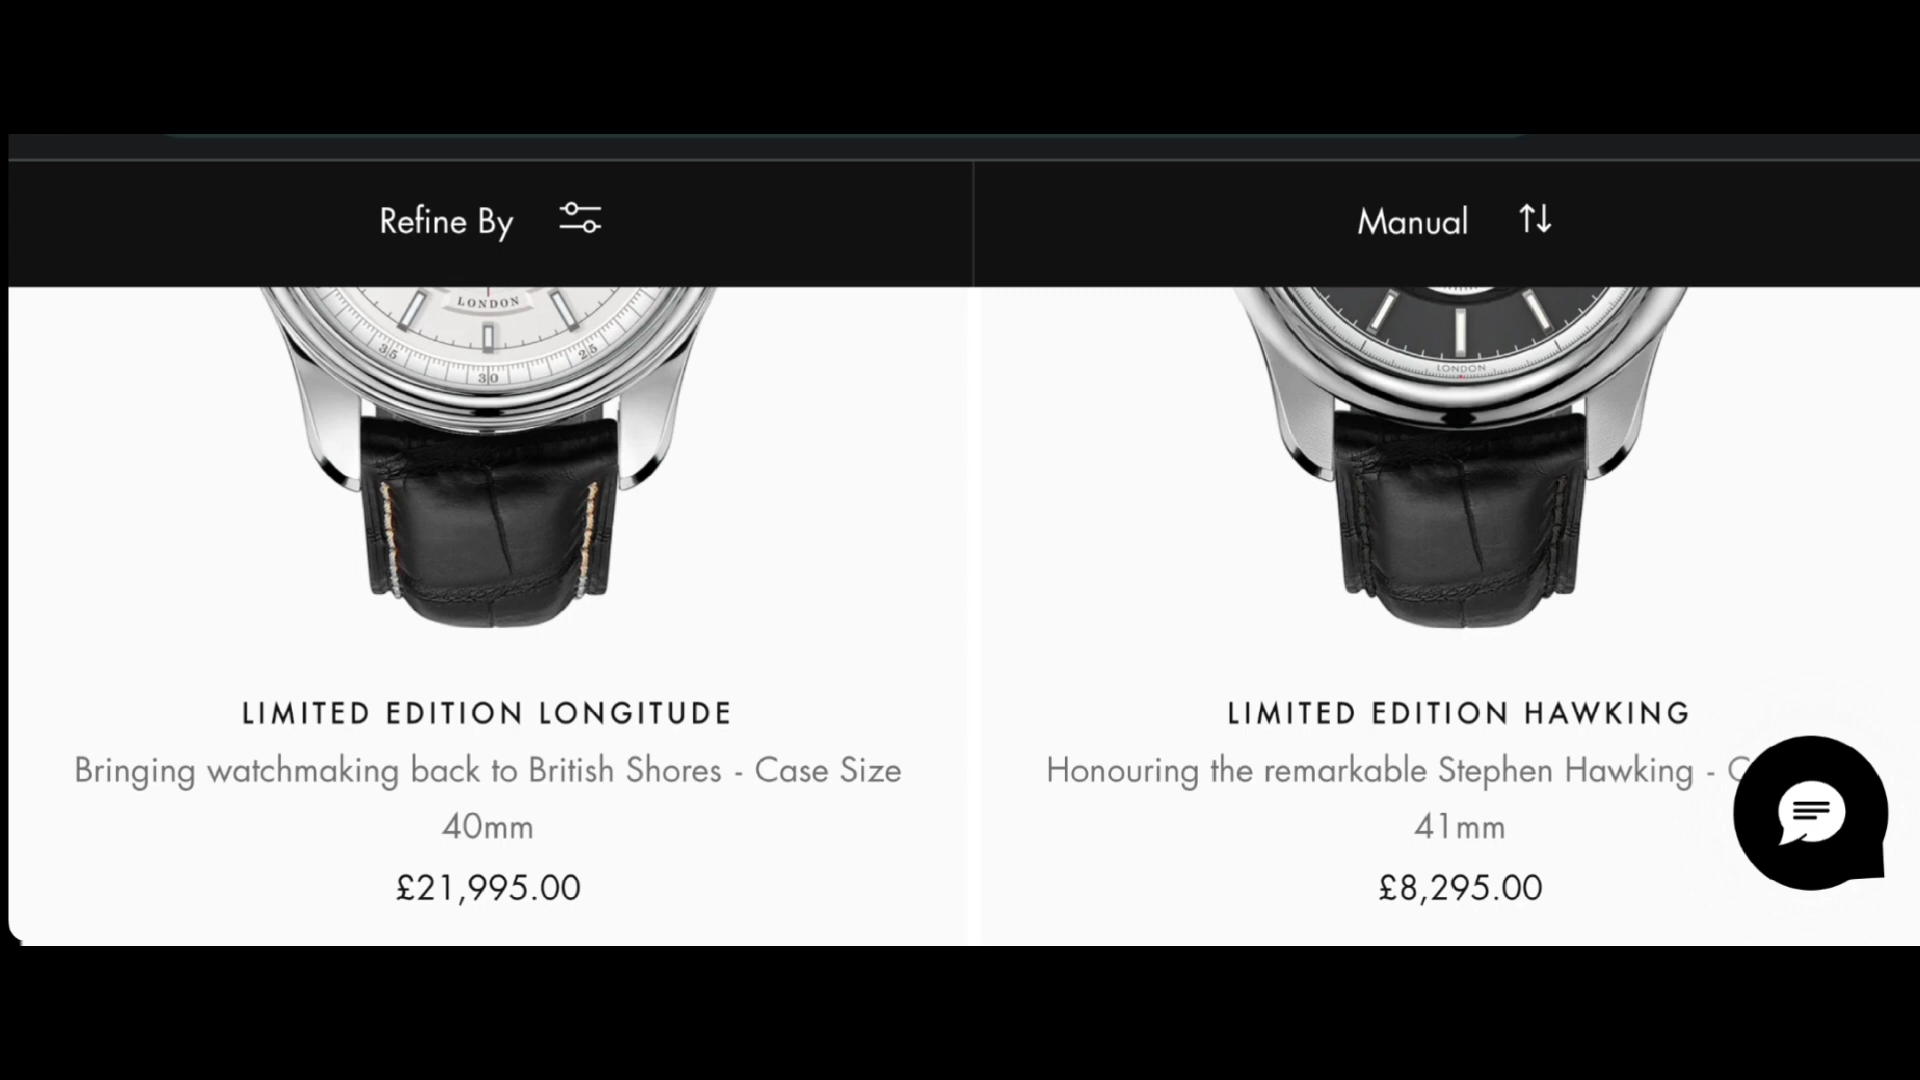 Refine By
Manual
LONDON
35
25
30
LONDON
LIMITED EDITION LONGITUDE
Bringing watchmaking back to British Shores - Case Size
40mm
£21,995.00
LIMITED EDITION HAWKING
Honouring the remarkable Stephen Hawking -
41mm
£8,295.00